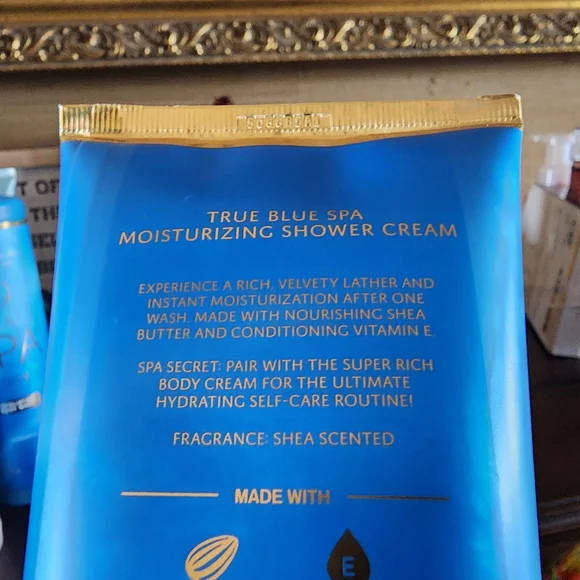 TRUE BLUE SPA
MOISTURIZING SHOWER CREAM
EXPERIENCE A RICH, VELVETY LATHER AND
INSTANT MOISTURIZATION AFTER ONE
WASH. MADE WITH NOURISHING SHEA
BUTTER AND CONDITIONING VITAMIN E.
SPA SECRET: PAIR WITH THE SUPER RICH
BODY CREAM FOR THE ULTIMATE
HYDRATING SELF-CARE ROUTINE!
FRAGRANCE: SHEA SCENTED
MADE WITH
E